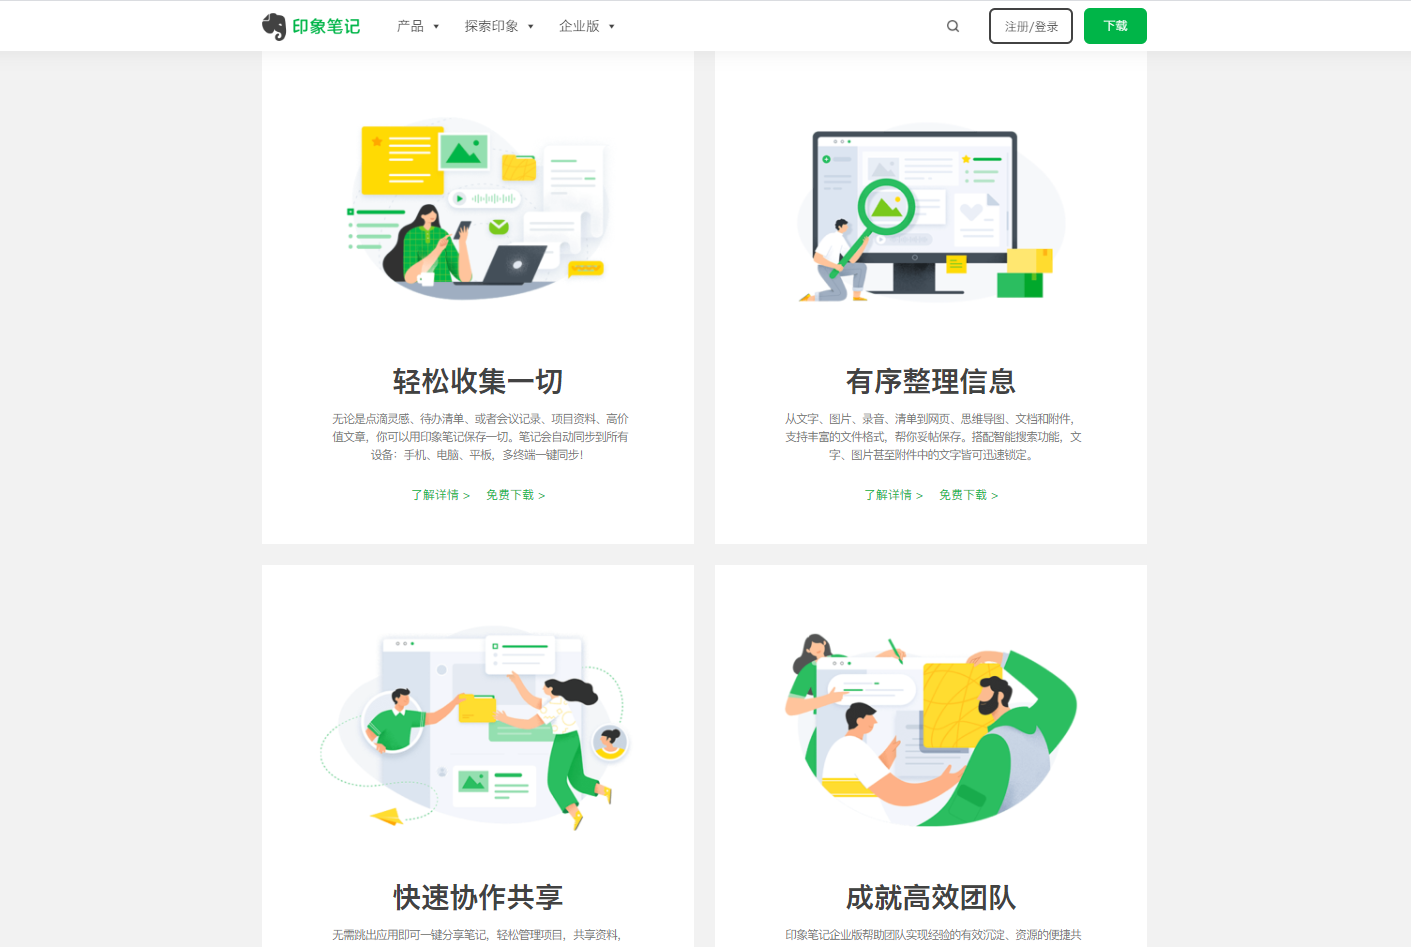 印象笔记 产品 ▼ 探索印象 ▼ 企业版 ▼ 注册/登录 下载
轻松收集一切
无论是点滴灵感、待办清单、或者会议记录、项目资料、高价
值文章，你可以用印象笔记保存一切。笔记会自动同步到所有
设备：手机、电脑、平板，多终端一键同步！
了解详情 > 免费下载 >
有序整理信息
从文字、图片、录音、清单到网页、思维导图、文档和附件，
支持丰富的文件格式，帮你妥帖保存。搭配智能搜索功能，文
字、图片甚至附件中的文字皆可迅速锁定。
了解详情 > 免费下载 >
快速协作共享
无需跳出应用即可一键分享笔记，轻松管理项目，共享资料，
成就高效团队
印象笔记企业版帮助团队实现经验的有效沉淀、资源的便捷共